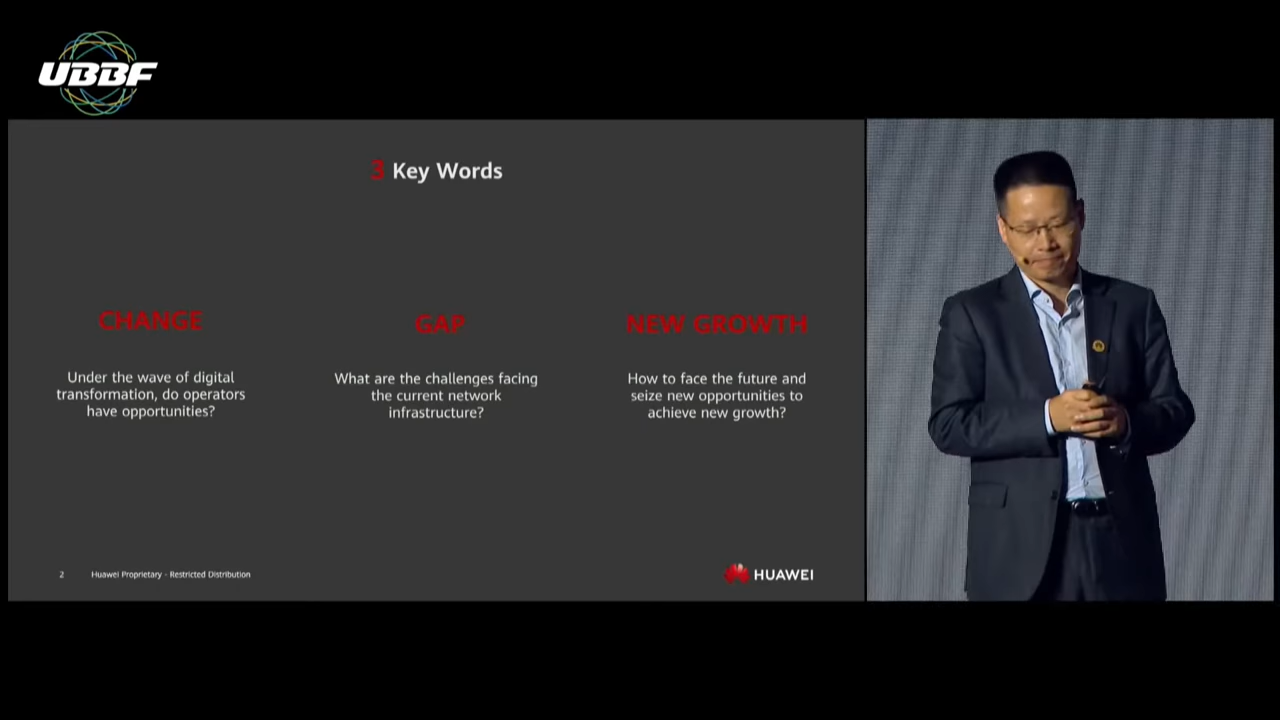 UBBF
3 Key Words
CHANGE
Under the wave of digital
transformation, do operators
have opportunities?
GAP
What are the challenges facing
the current network
infrastructure?
NEW GROWTH
How to face the future and
seize new opportunities to
achieve new growth?
2 Huawei Proprietary - Restricted Distribution
HUAWEI